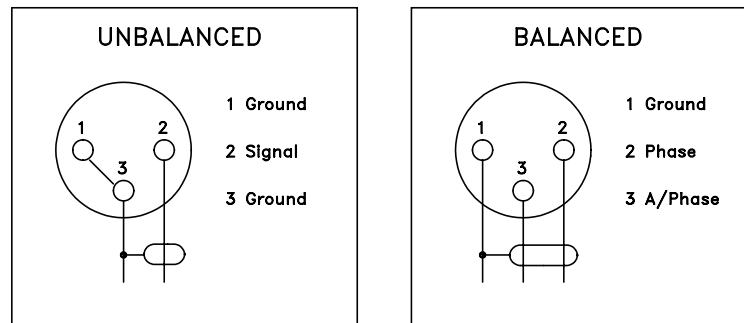 UNBALANCED
1 Ground
1
2
2 Signal
3
3 Ground
BALANCED
1 Ground
1
2
2 Phase
3
3 A/Phase